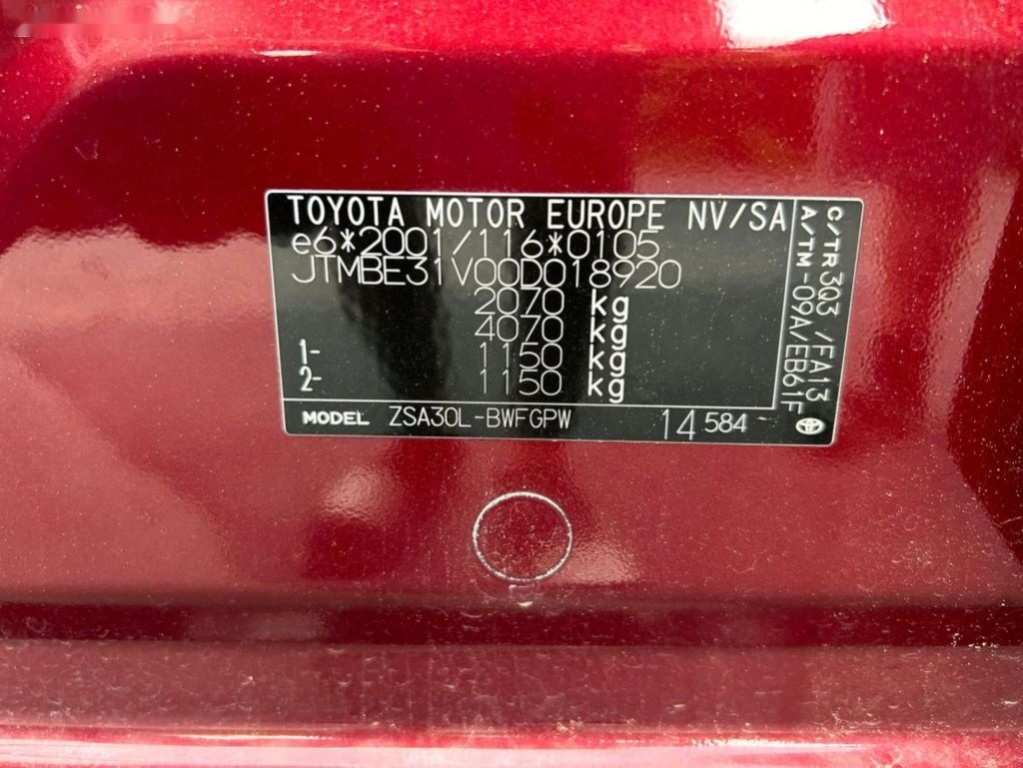 TOYOTA MOTOR EUROPE NV/SA
e6*2001/116*0105
JTMBE31V00D018920
2070 kg
4070 kg
1- 1150 kg
2- 1150 kg
MODEL ZSA30L-BWFGPW 14 584
C/TR 3Q3 /FA13
A/TM -09A/EB61F